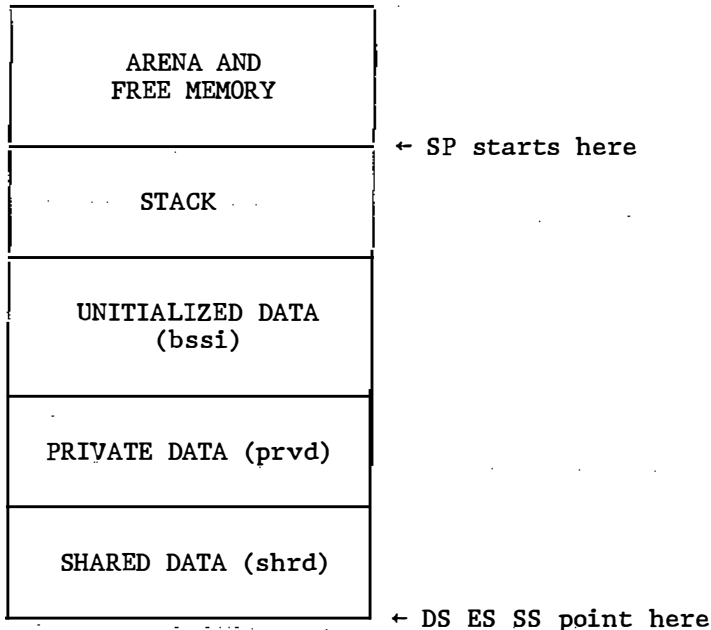 ARENA AND
FREE MEMORY
← SP starts here
STACK
UNITIALIZED DATA
(bssi)
PRIVATE DATA (prvd)
SHARED DATA (shrd)
← DS ES SS point here